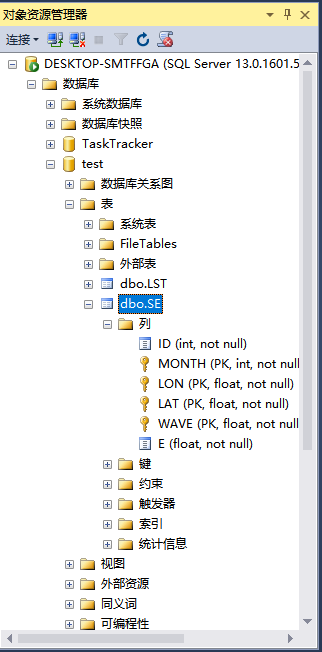 对象资源管理器
连接
DESKTOP-SMTFFGA (SQL Server 13.0.1601.5
数据库
系统数据库
数据库快照
TaskTracker
test
数据库关系图
表
系统表
FileTables
外部表
dbo.LST
dbo.SE
列
ID (int, not null)
MONTH (PK, int, not null
LON (PK, float, not null)
LAT (PK, float, not null)
WAVE (PK, float, not null
E (float, not null)
键
约束
触发器
索引
统计信息
视图
外部资源
同义词
可编程性